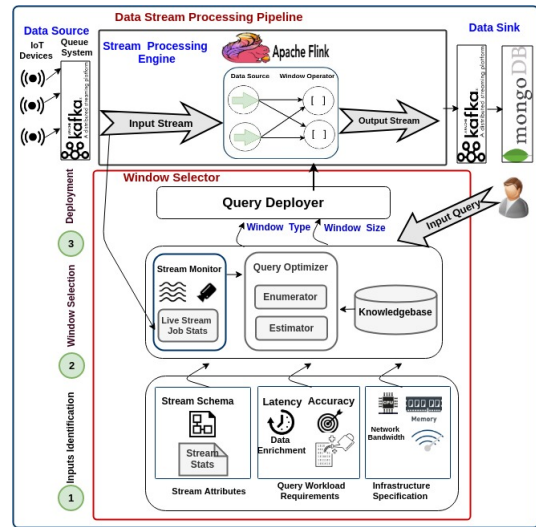 Data Stream Processing Pipeline
Data Source
IoT
Devices
Queue
System
kafka.
A distributed streaming platform
Stream Processing
Engine
Apache Flink
Data Source
Window Operator
[ ]
[ ]
Input Stream
Output Stream
Data Sink
kafka.
A distributed streaming platform
mongoDB
Window Selector
Query Deployer
Window Type
Window Size
Input Query
Deployment
3
Stream Monitor
Live Stream
Job Stats
Query Optimizer
Enumerator
Estimator
Knowledgebase
Window Selection
2
Stream Schema
Stream
Stats
Stream Attributes
Latency
Accuracy
Data
Enrichment
Query Workload
Requirements
Memory
Network
Bandwidth
Infrastructure
Specification
Inputs Identification
1